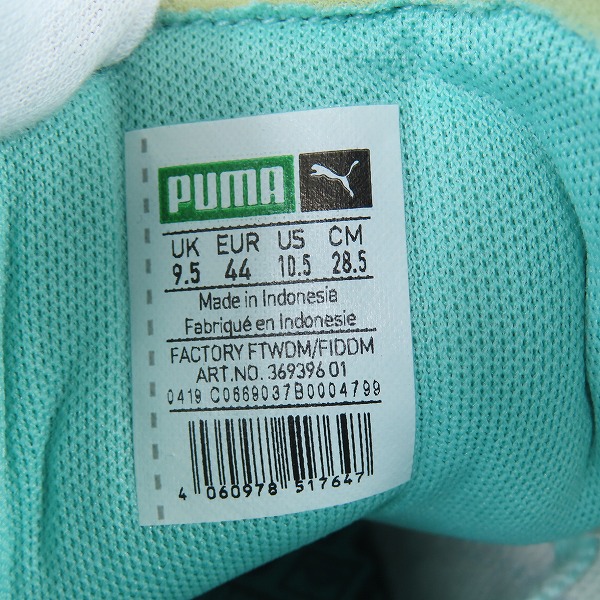 PUMA
UK EUR US CM
9.5 44 10.5 28.5
Made in Indonesia
Fabriqué en Indonesie
FACTORY FTWDM/FIDDM
ART.NO. 369396 01
0419 C0669037B0004799
4 060978 517647